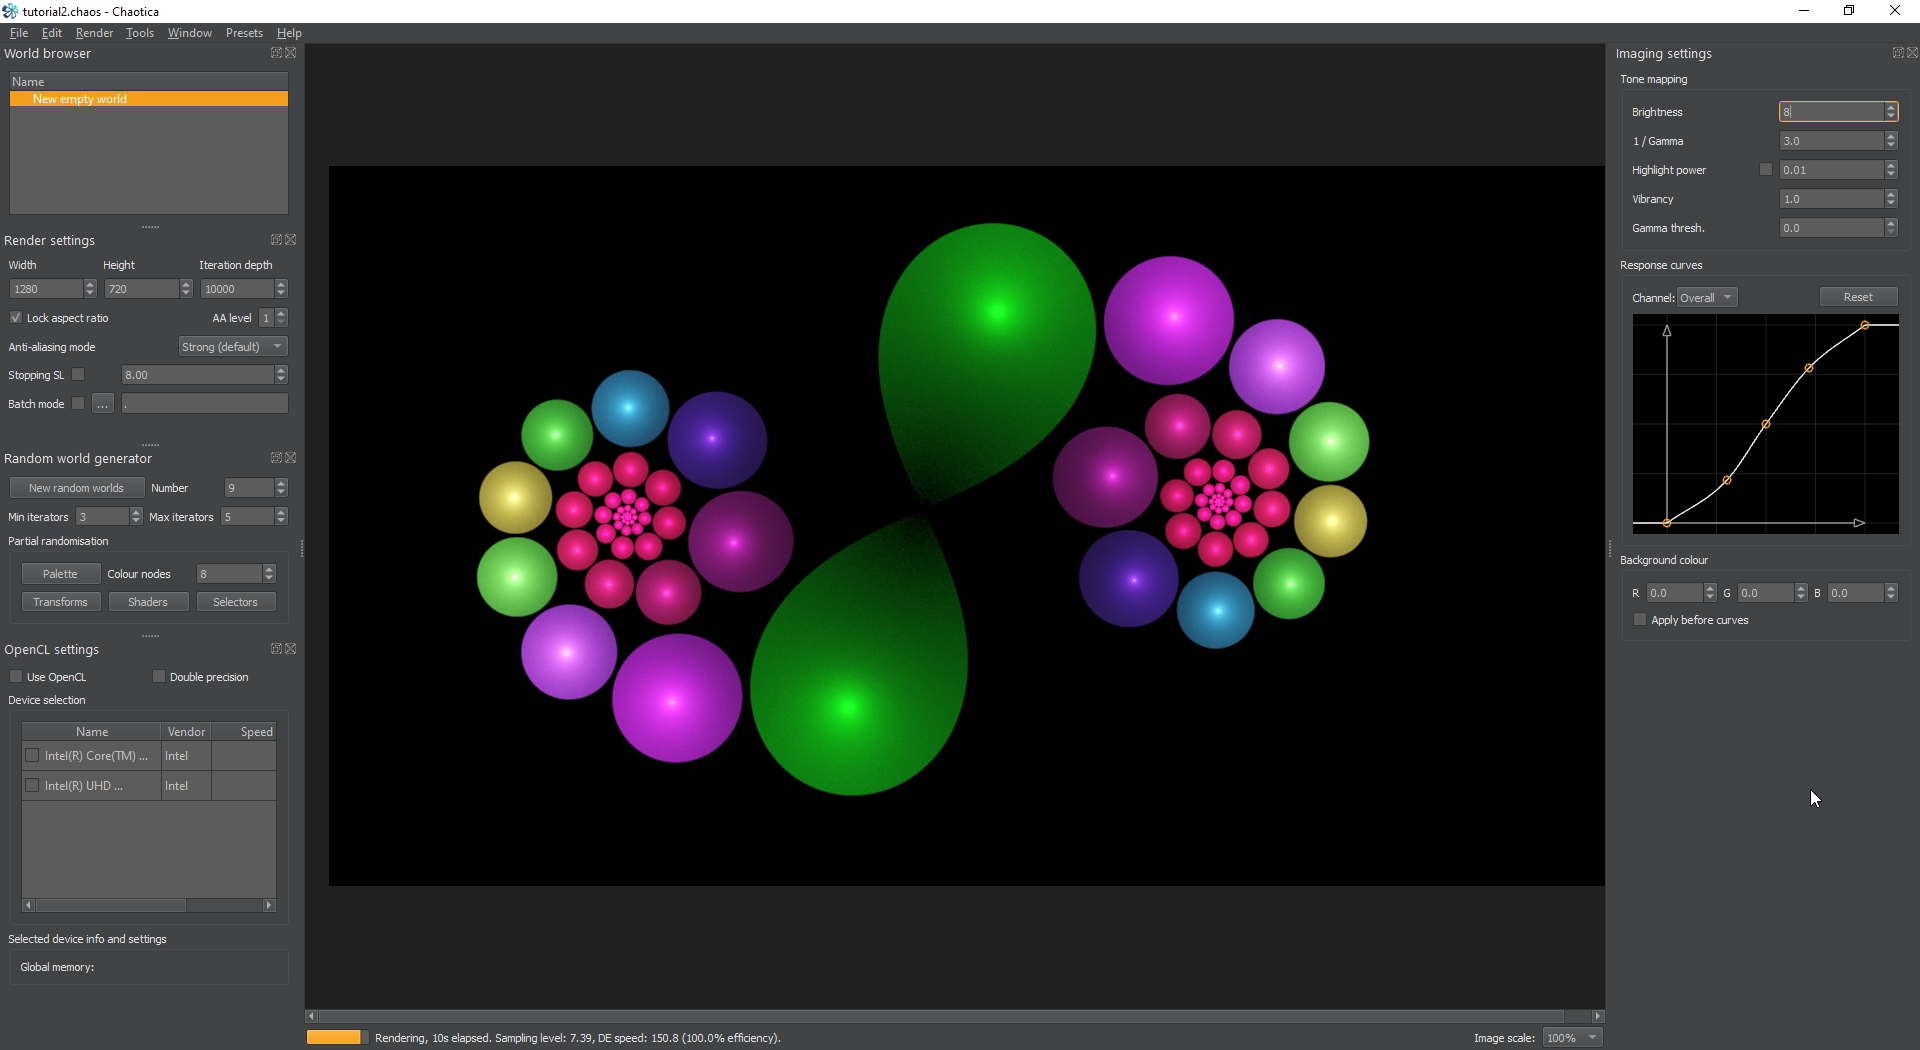 tutorial2.chaos - Chaotica
File Edit Render Tools Window Presets Help
World browser
Name
New empty world
Render settings
Width Height Iteration depth
1280 720 10000
Lock aspect ratio AA level 1
Anti-aliasing mode Strong (default)
Stopping SL 8.00
Batch mode ... .
Random world generator
New random worlds Number 9
Min iterators 3 Max iterators 5
Partial randomisation
Palette Colour nodes 8
Transforms Shaders Selectors
OpenCL settings
Use OpenCL Double precision
Device selection
Name Vendor Speed
Intel(R) Core(TM) ... Intel
Intel(R) UHD ... Intel
Selected device info and settings
Global memory:
Rendering, 10s elapsed. Sampling level: 7.39, DE speed: 150.8 (100.0% efficiency).
Image scale: 100%
Imaging settings
Tone mapping
Brightness 8
1 / Gamma 3.0
Highlight power 0.01
Vibrancy 1.0
Gamma thresh. 0.0
Response curves
Channel: Overall Reset
Background colour
R 0.0 G 0.0 B 0.0
Apply before curves